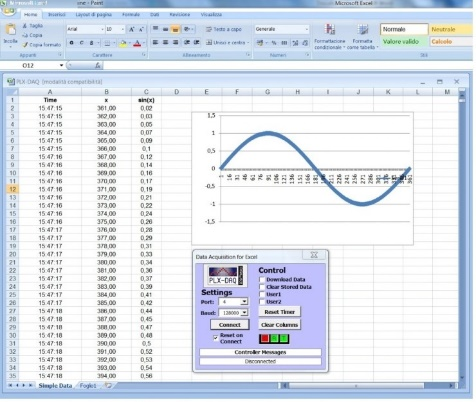 Microsoft Excel
Home Inserisci Layout di pagina Formule Dati Revisione Visualizza
Taglia
Copia
Copia formato
Appunti
Arial 10
Carattere
Testo a capo
Unisci e centra
Allineamento
Generale
Numeri
Formattazione condizionale
Formatta come tabella
Normale Neutrale
Valore valido Calcolo
O12
PLX-DAQ [modalità compatibilità]
A B C D E F G H I J K L M
1 Time x sin(x)
2 15:47:15 361,00 0,02
3 15:47:15 362,00 0,03
4 15:47:15 363,00 0,05
5 15:47:15 364,00 0,07
6 15:47:15 365,00 0,09
7 15:47:15 366,00 0,1
8 15:47:16 367,00 0,12
9 15:47:16 368,00 0,14
10 15:47:16 369,00 0,16
11 15:47:16 370,00 0,17
12 15:47:16 371,00 0,19
13 15:47:16 372,00 0,21
14 15:47:16 373,00 0,22
15 15:47:16 374,00 0,24
16 15:47:17 375,00 0,26
17 15:47:17 376,00 0,28
18 15:47:17 377,00 0,29
19 15:47:17 378,00 0,31
20 15:47:17 379,00 0,33
21 15:47:17 380,00 0,34
22 15:47:17 381,00 0,36
23 15:47:17 382,00 0,37
24 15:47:17 383,00 0,39
25 15:47:17 384,00 0,41
26 15:47:17 385,00 0,42
27 15:47:18 386,00 0,44
28 15:47:18 387,00 0,45
29 15:47:18 388,00 0,47
30 15:47:18 389,00 0,48
31 15:47:18 390,00 0,5
32 15:47:18 391,00 0,52
33 15:47:18 392,00 0,53
34 15:47:18 393,00 0,54
35 15:47:18 394,00 0,56
1,5
1
0,5
0
-0,5
-1
-1,5
1 16 31 46 61 76 91 106 121 136 151 166 181
Data Acquisition for Excel
PLX-DAQ
Control
Download Data
Clear Stored Data
User1
User2
Settings
Port: 4
Baud: 128000
Reset Timer
Connect
Clear Columns
Reset on Connect
Controller Messages
Disconnected
Simple Data Foglio1